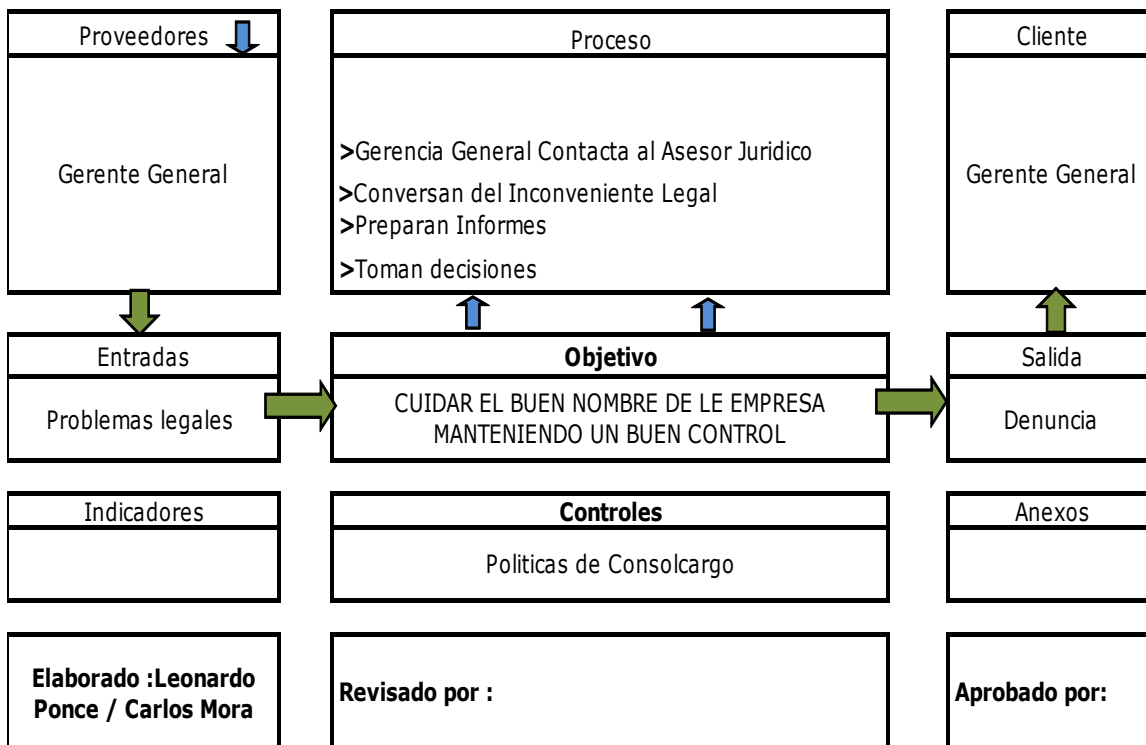 Proveedores
Proceso
Cliente
Gerente General
>Gerencia General Contacta al Asesor Juridico
>Conversan del Inconveniente Legal
>Preparan Informes
>Toman decisiones
Gerente General
Entradas
Objetivo
Salida
Problemas legales
CUIDAR EL BUEN NOMBRE DE LE EMPRESA
MANTENIENDO UN BUEN CONTROL
Denuncia
Indicadores
Controles
Anexos
Politicas de Consolcargo
Elaborado :Leonardo
Ponce / Carlos Mora
Revisado por :
Aprobado por: